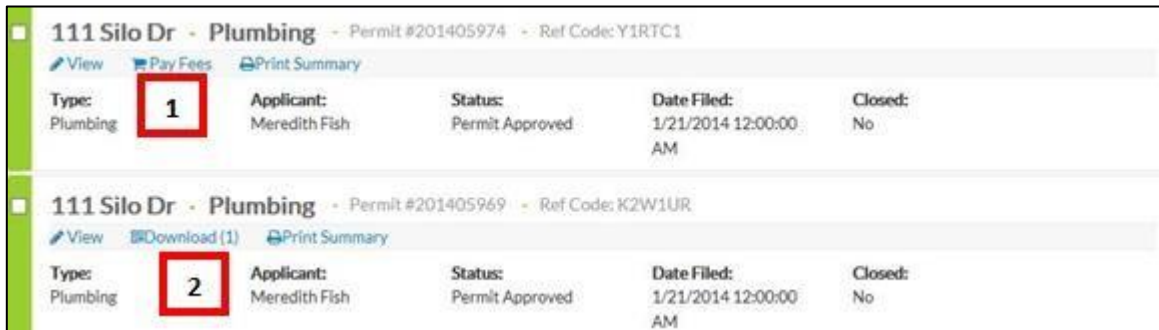 111 Silo Dr - Plumbing - Permit #201405974 - Ref Code: Y1RTC1
View Pay Fees Print Summary
Type: Applicant: Status: Date Filed: Closed:
Plumbing 1 Meredith Fish Permit Approved 1/21/2014 12:00:00 No
AM
111 Silo Dr - Plumbing - Permit #201405969 - Ref Code: K2W1UR
View Download (1) Print Summary
Type: Applicant: Status: Date Filed: Closed:
Plumbing 2 Meredith Fish Permit Approved 1/21/2014 12:00:00 No
AM